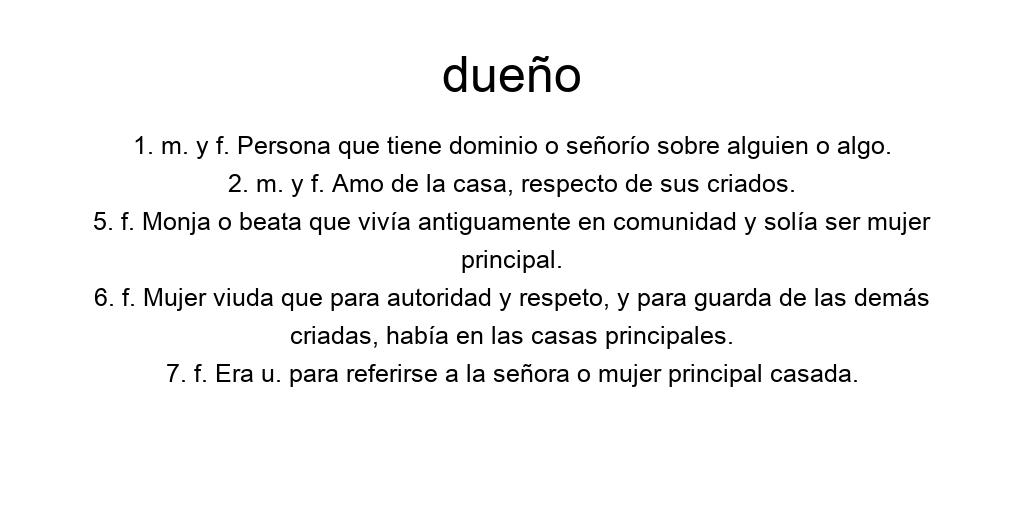 dueño
1. m. y f. Persona que tiene dominio o señorío sobre alguien o algo.
2. m. y f. Amo de la casa, respecto de sus criados.
5. f. Monja o beata que vivía antiguamente en comunidad y solía ser mujer
principal.
6. f. Mujer viuda que para autoridad y respeto, y para guarda de las demás
criadas, había en las casas principales.
7. f. Era u. para referirse a la señora o mujer principal casada.